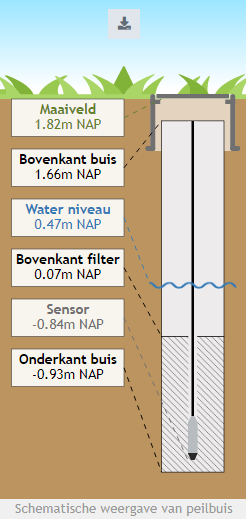 Maaiveld
1.82m NAP
Bovenkant buis
1.66m NAP
Water niveau
0.47m NAP
Bovenkant filter
0.07m NAP
Sensor
-0.84m NAP
Onderkant buis
-0.93m NAP
Schematische weergave van peilbuis